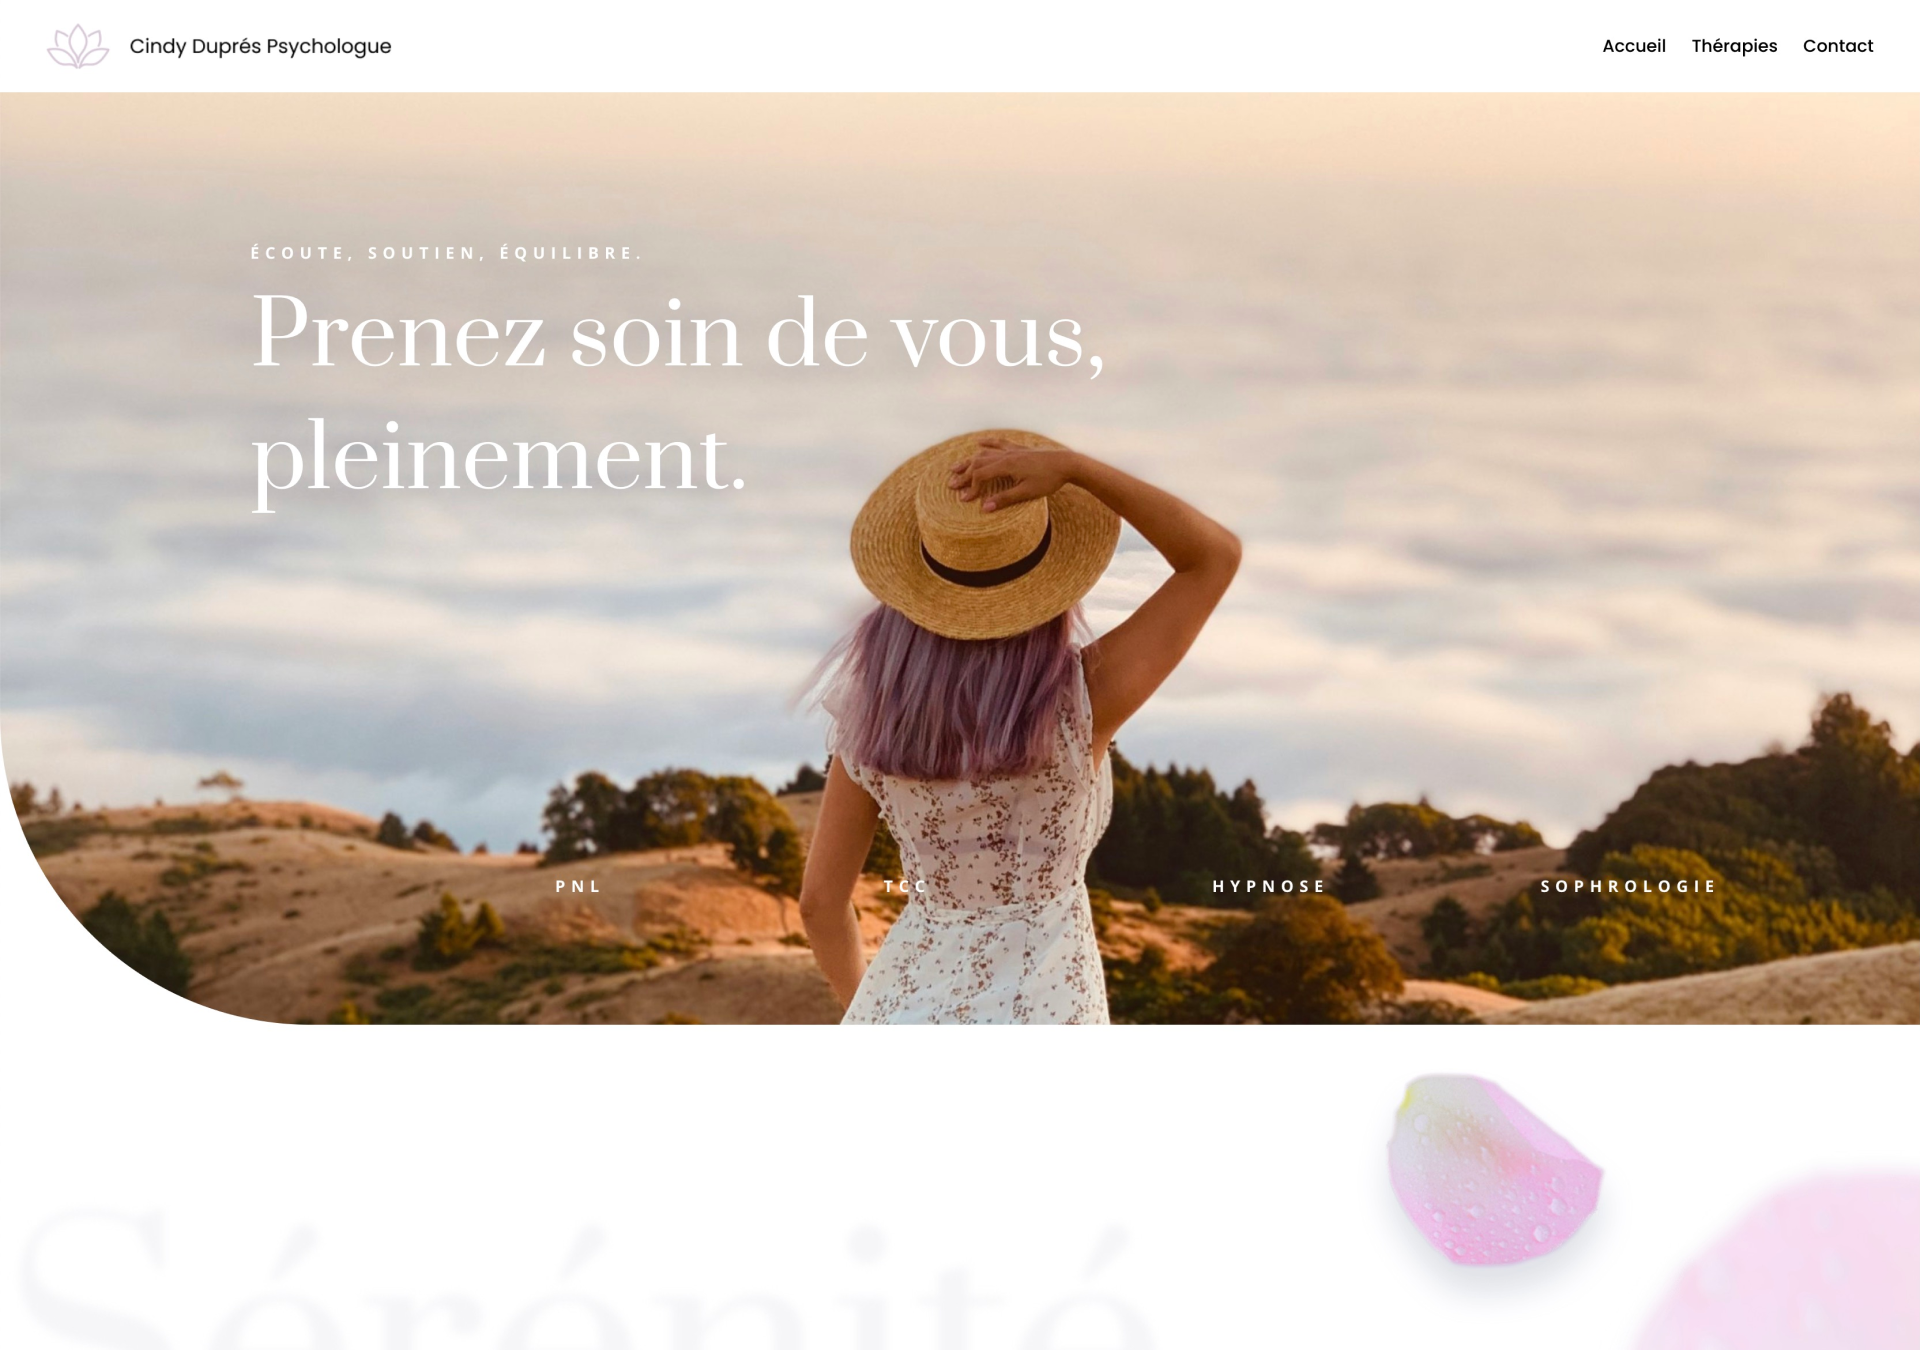 Cindy Duprés Psychologue
Accueil Thérapies Contact
ÉCOUTE, SOUTIEN, ÉQUILIBRE.
Prenez soin de vous,
pleinement.
PNL TCC HYPNOSE SOPHROLOGIE
Sérénité